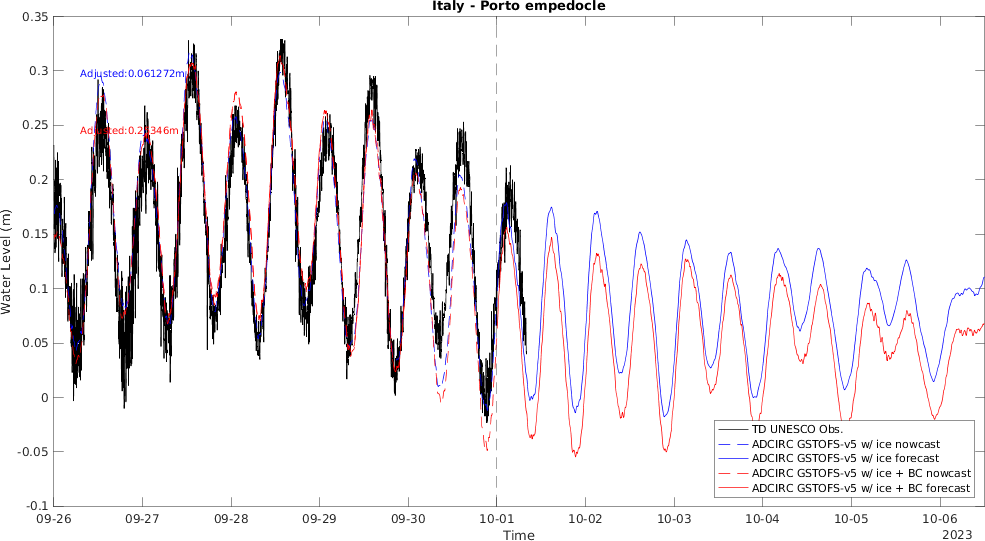 Italy - Porto empedocle
Water Level (m)
0.35
0.3
0.25
0.2
0.15
0.1
0.05
0
-0.05
-0.1
Adjusted:0.061272m
TD UNESCO Obs.
ADCIRC GSTOFS-v5 w/ ice nowcast
ADCIRC GSTOFS-v5 w/ ice forecast
ADCIRC GSTOFS-v5 w/ ice + BC nowcast
ADCIRC GSTOFS-v5 w/ ice + BC forecast
09-26 09-27 09-28 09-29 09-30 10-01 10-02 10-03 10-04 10-05 10-06
Time
2023